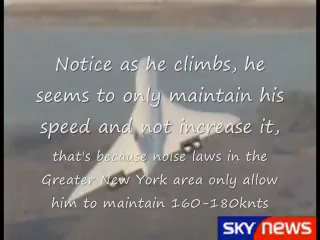 Notice as he climbs, he
seems to only maintain his
speed and not increase it,
that's because noise laws in the
Greater New York area only allow
him to maintain 160-180knts
sky news